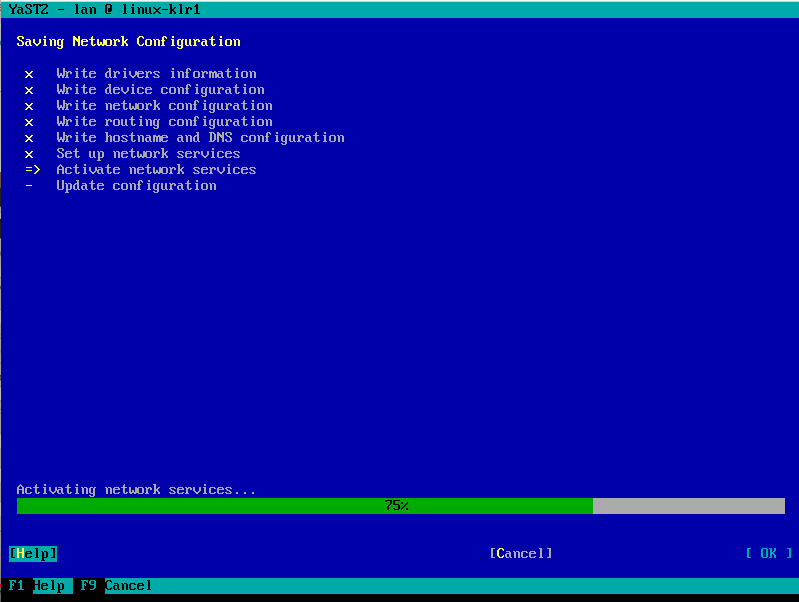 YaST2 - lan @ linux-klr1
Saving Network Configuration
x Write drivers information
x Write device configuration
x Write network configuration
x Write routing configuration
x Write hostname and DNS configuration
x Set up network services
=> Activate network services
- Update configuration
Activating network services...
75%
[Help] [Cancel] [ OK ]
F1 Help F9 Cancel